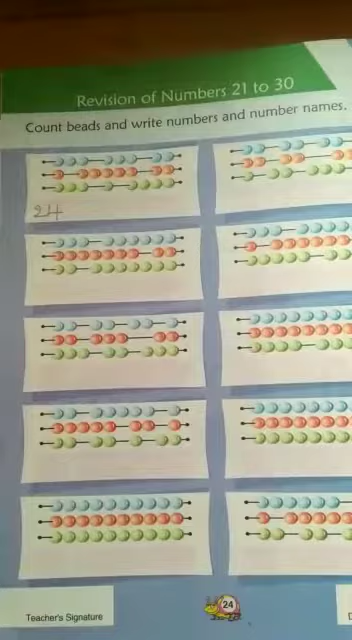 Revision of Numbers 21 to 30
Count beads and write numbers and number names.
24
Teacher's Signature
24